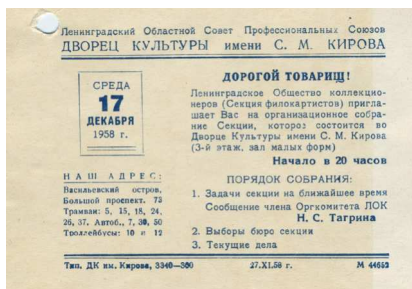 Ленинградский Областной Совет Профессиональных Союзов
ДВОРЕЦ КУЛЬТУРЫ имени С. М. КИРОВА
СРЕДА
17
ДЕКАБРЯ
1958 г.
НАШ АДРЕС:
Васильевский остров,
Большой проспект. 75
Трамваи: 5, 15, 18, 24,
26, 37. Автоб., 7, 30, 50
Троллейбусы: 10 и 12
ДОРОГОЙ ТОВАРИЩ!
Ленинградское Общество коллекцио-
неров (Секция филокартистов) пригла-
шает Вас на организационное собра-
ние Секции, которое состоится во
Дворце Культуры имени С. М. Кирова
(3-й этаж, зал малых форм)
Начало в 20 часов
ПОРЯДОК СОБРАНИЯ:
1. Задачи секции на ближайшее время
Сообщение члена Оргкомитета ЛОК
Н. С. Тагрина
2. Выборы бюро секции
3. Текущие дела
Тип. ДК им. Кирова, 3340—300
27.XI.58 г.
М 44653